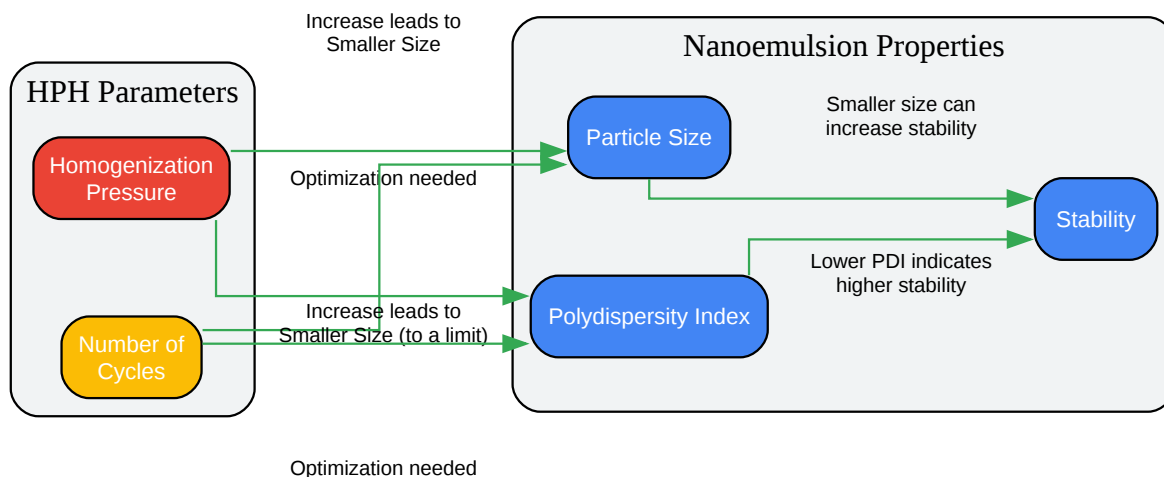 Increase leads to
Smaller Size
Nanoemulsion Properties
HPH Parameters
Smaller size can
increase stability
Particle Size
Homogenization
Pressure
Optimization needed
Stability
Lower PDI indicates
higher stability
Increase leads to
Smaller Size (to a limit)
Polydispersity Index
Number of
Cycles
Optimization needed